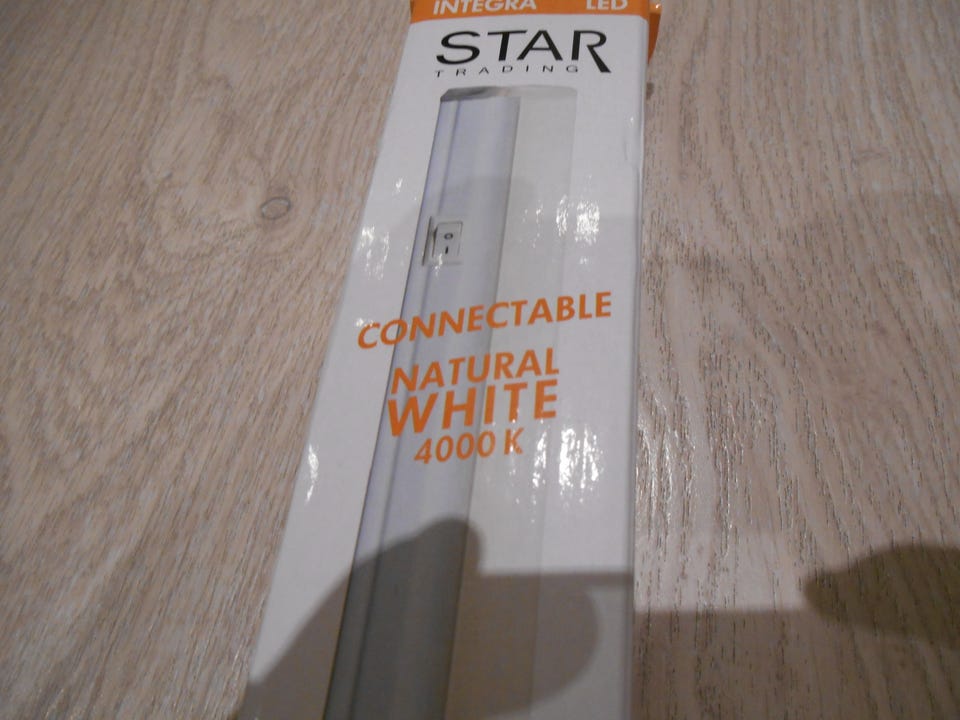 INTEGRA LED
STAR
TRADING
CONNECTABLE
NATURAL
WHITE
4000 K